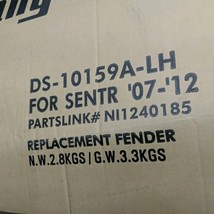 DS-10159A-LH
FOR SENTR '07-'12
PARTSLINK# NI1240185
REPLACEMENT FENDER
N.W.2.8KGS / G.W.3.3KGS